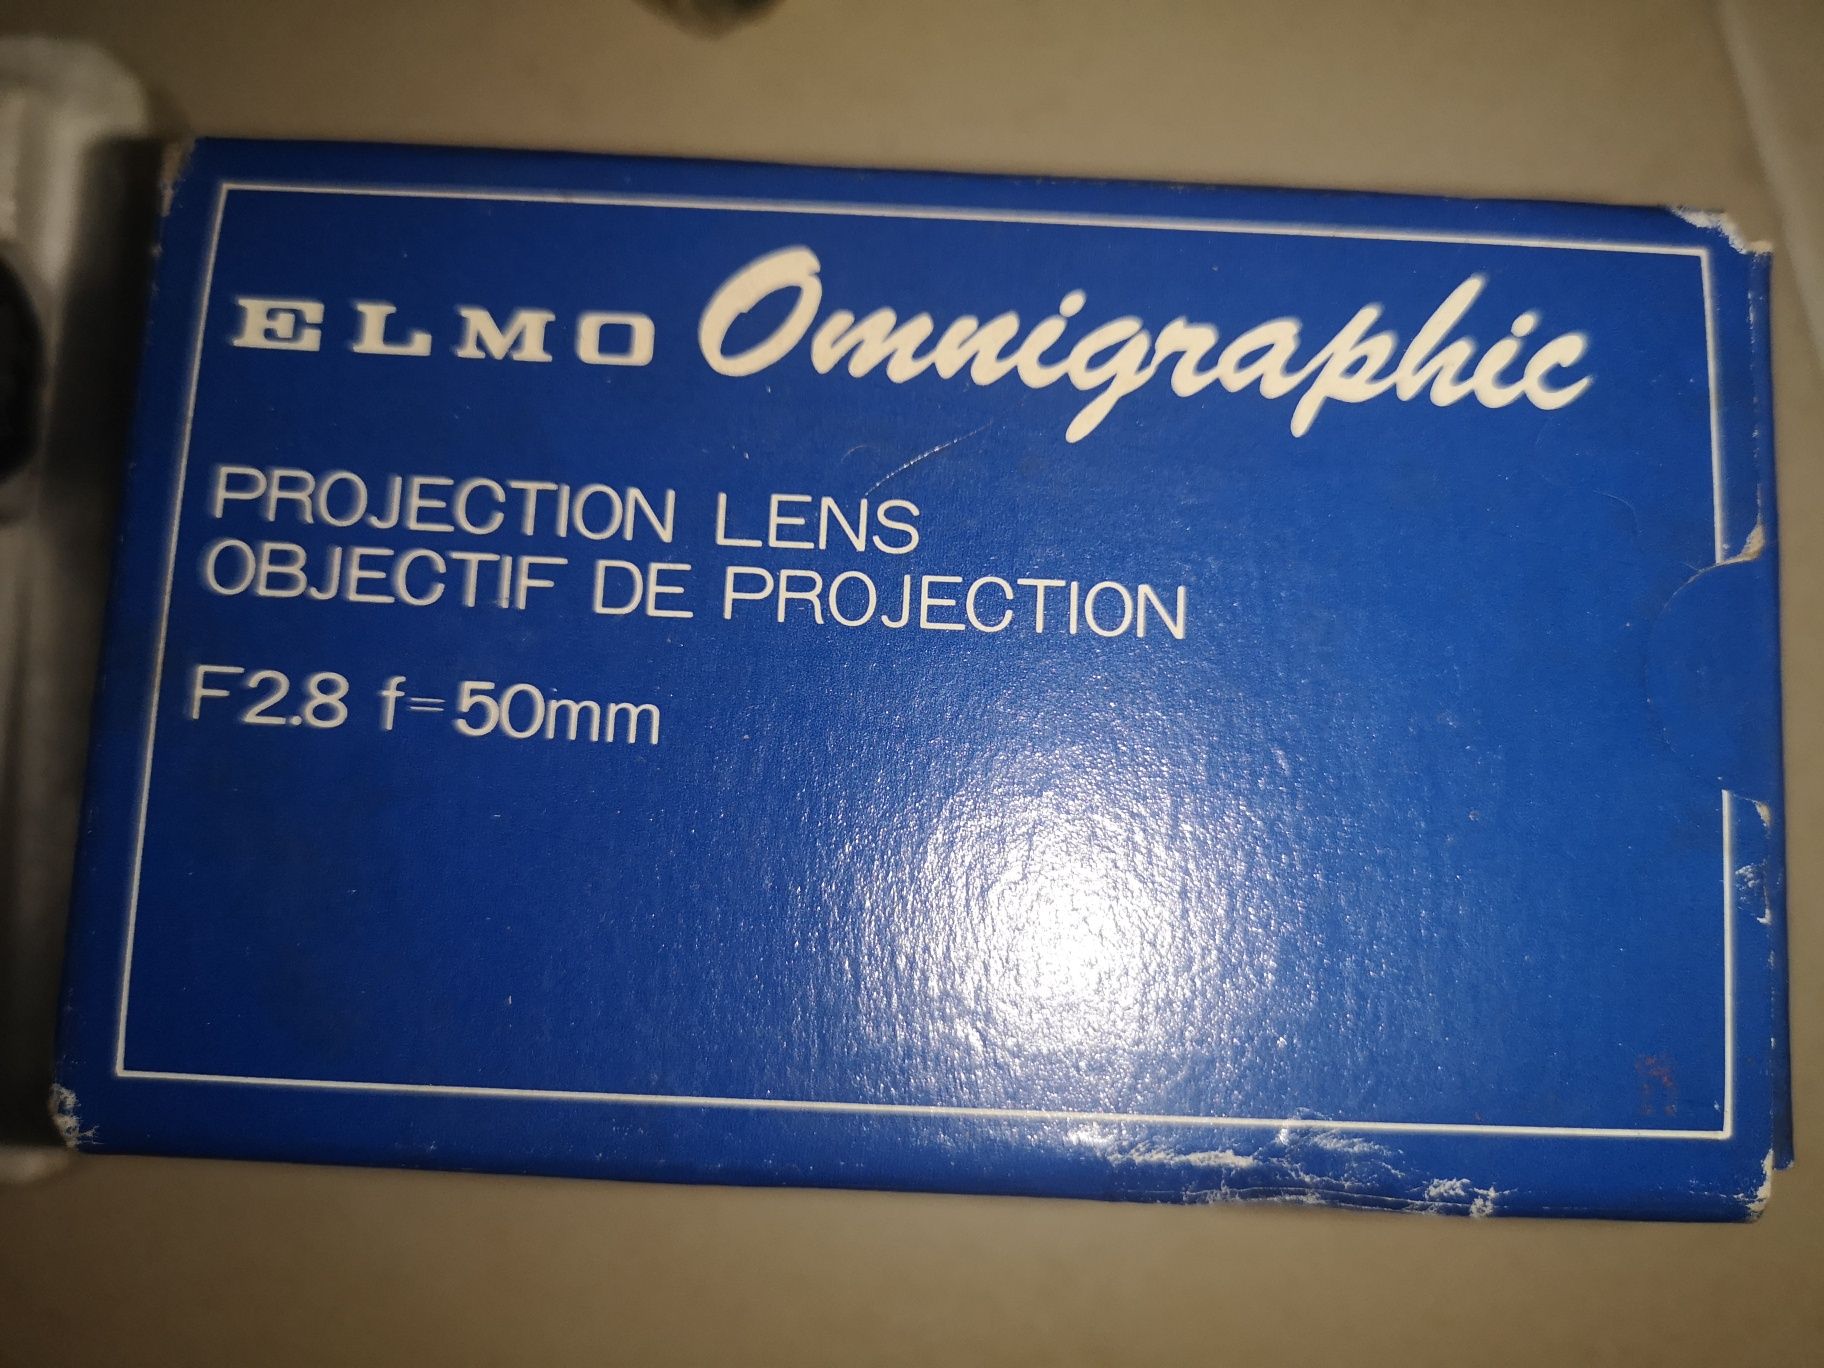 ELMO Omnigraphic
PROJECTION LENS
OBJECTIF DE PROJECTION
F2.8 f=50mm